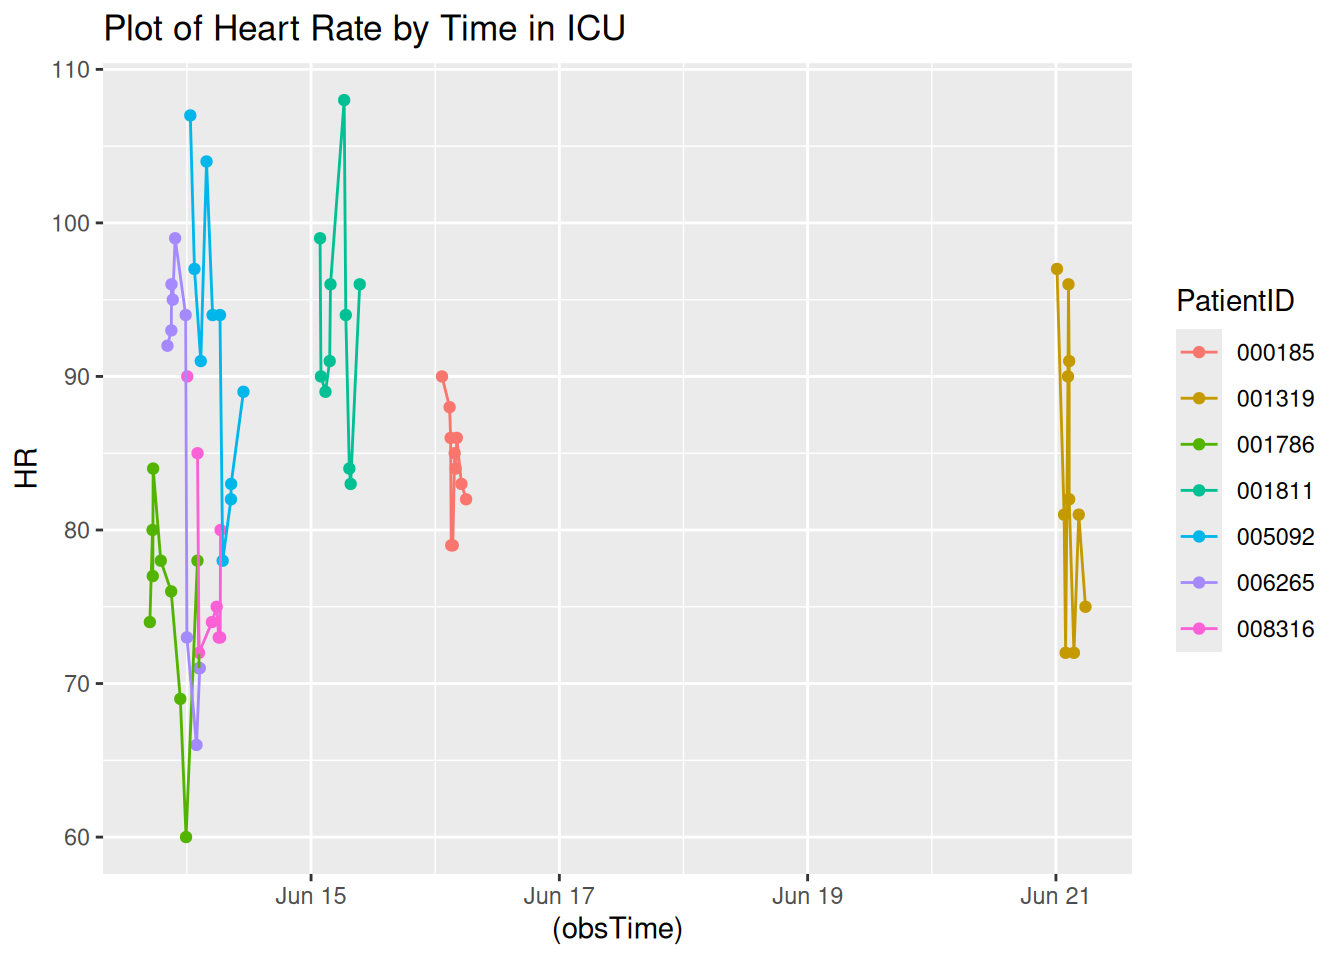 Plot of Heart Rate by Time in ICU
110
100
90
80
70
60
HR
Jun 15
Jun 17
Jun 19
Jun 21
(obsTime)
PatientID
000185
001319
001786
001811
005092
006265
008316